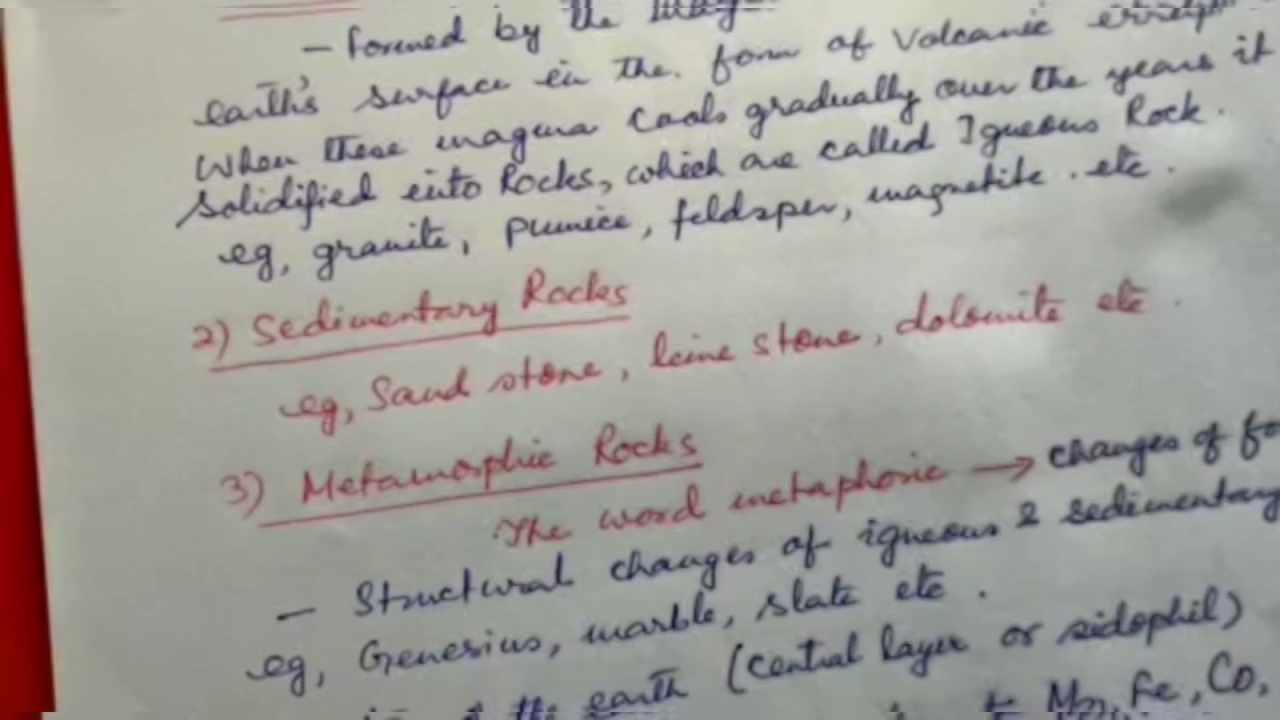 – formed by the
earth's surface in the. form of Volcanic
When these magma cools gradually over the years it
solidified into Rocks, which are called Igneous Rock.
eg, granite, pumice, feldsper, magnetite . etc .
2) Sedimentary Rocks
eg, Sand stone, lime stone, dolomite etc .
3) Metamorphic Rocks
The word metaphoric → changes of fo
– Structural changes of igneous & sedimentary
eg, Genesius, marble, slate etc .
the earth (Central layer or sidophil)
Mn, Fe, Co,